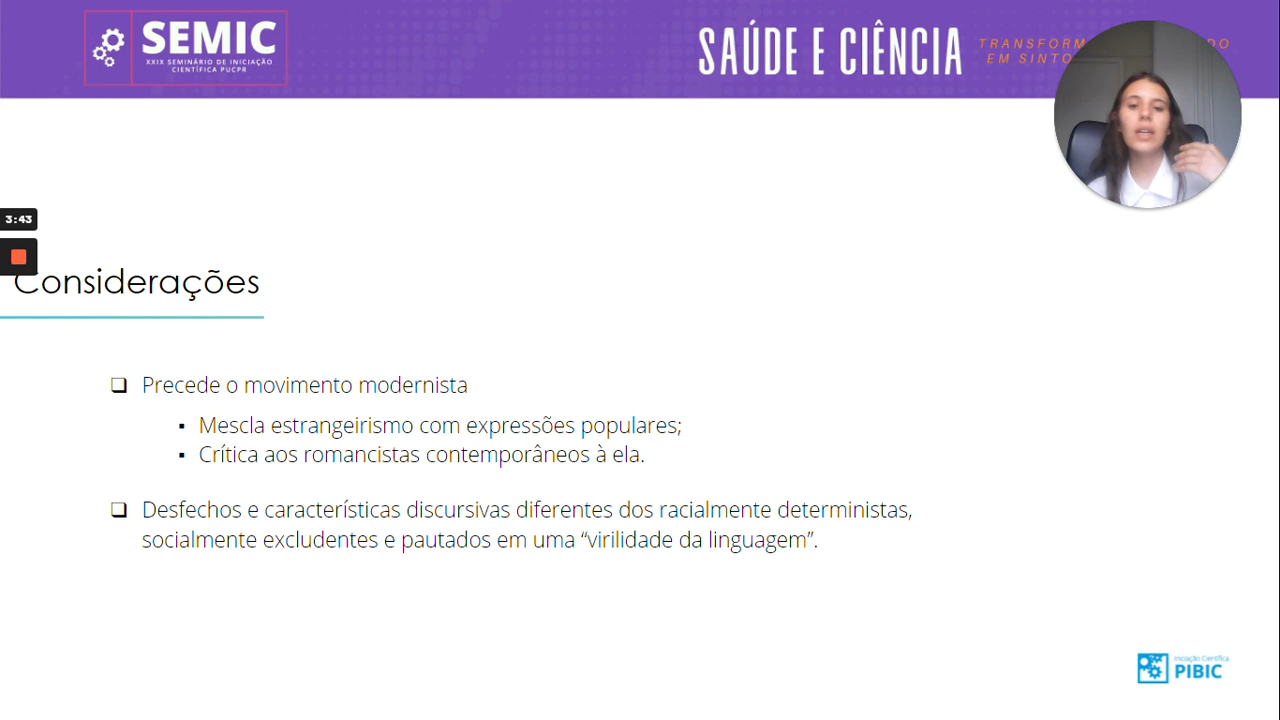 SEMIC
XXIX SEMINÁRIO DE INICIAÇÃO
CIENTÍFICA PUCPR
SAÚDE E CIÊNCIA
EM
3:43
Considerações
❑ Precede o movimento modernista
▪ Mescla estrangeirismo com expressões populares;
▪ Crítica aos romancistas contemporâneos à ela.
❑ Desfechos e características discursivas diferentes dos racialmente deterministas,
socialmente excludentes e pautados em uma “virilidade da linguagem”.
Iniciação Científica
PIBIC